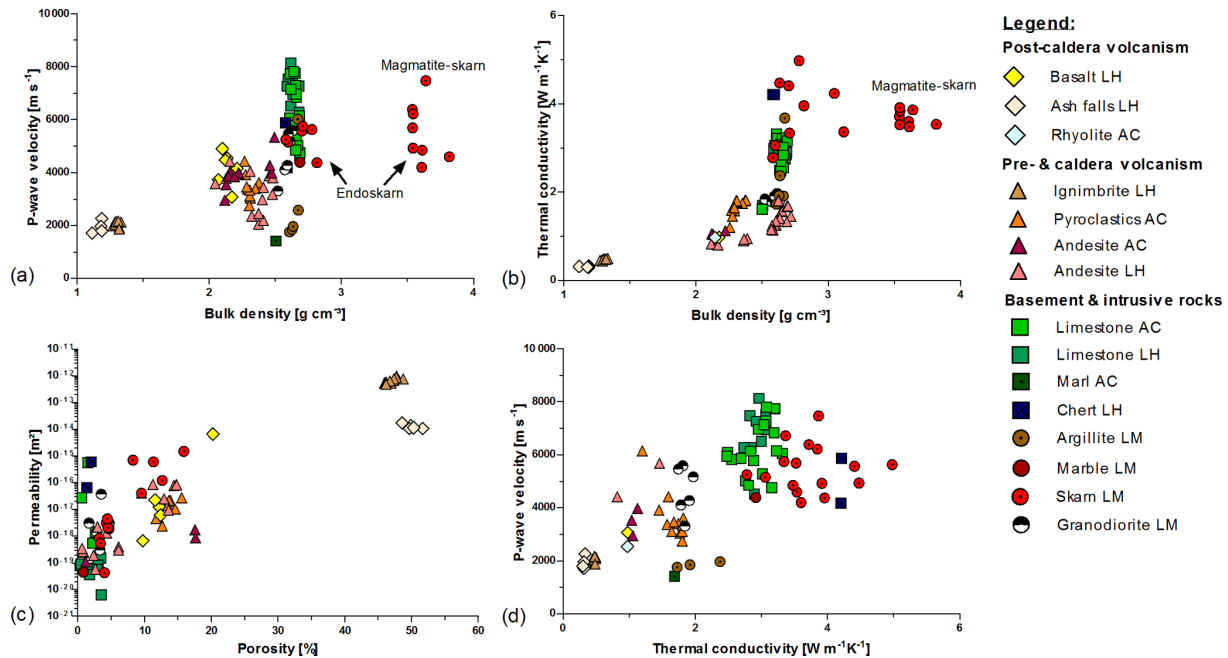 (a)
P-wave velocity [m s⁻¹]
10 000
8000
6000
4000
2000
0
Magmatite-skarn
Endoskarn
1
2
3
4
Bulk density [g cm⁻³]
(b)
Thermal conductivity [W m⁻¹K⁻¹]
6
4
2
0
Magmatite-skarn
1
2
3
4
Bulk density [g cm⁻³]
(c)
Permeability [m²]
10⁻¹¹
10⁻¹²
10⁻¹³
10⁻¹⁴
10⁻¹⁵
10⁻¹⁶
10⁻¹⁷
10⁻¹⁸
10⁻¹⁹
10⁻²⁰
10⁻²¹
0
10
20
30
40
50
60
Porosity [%]
(d)
P-wave velocity [m s⁻¹]
10 000
8000
6000
4000
2000
0
0
2
4
6
Thermal conductivity [W m⁻¹K⁻¹]
Legend:
Post-caldera volcanism
Basalt LH
Ash falls LH
Rhyolite AC
Pre- & caldera volcanism
Ignimbrite LH
Pyroclastics AC
Andesite AC
Andesite LH
Basement & intrusive rocks
Limestone AC
Limestone LH
Marl AC
Chert LH
Argillite LM
Marble LM
Skarn LM
Granodiorite LM